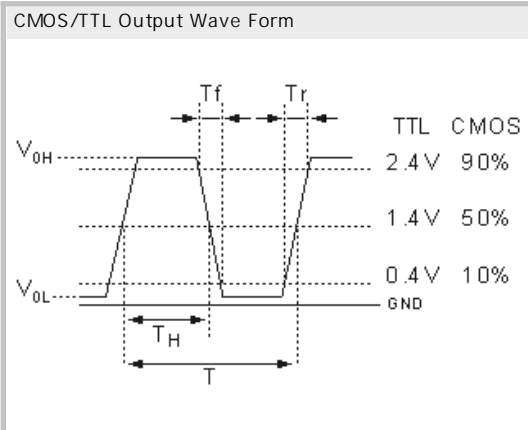 CMOS/TTL Output Wave Form
Tf Tr
TTL CMOS
V0H 2.4V 90%
1.4V 50%
0.4V 10%
V0L GND
TH
T